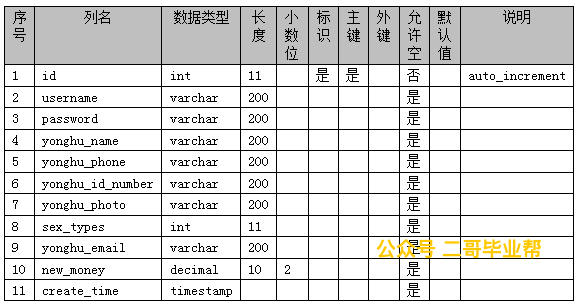 序号 列名 数据类型 长度 小数位 标识 主键 外键 允许空 默认值 说明
1 id int 11 是 是 否 auto_increment
2 username varchar 200 是
3 password varchar 200 是
4 yonghu_name varchar 200 是
5 yonghu_phone varchar 200 是
6 yonghu_id_number varchar 200 是
7 yonghu_photo varchar 200 是
8 sex_types int 11 是
9 yonghu_email varchar 200 是
公众号 二哥毕业帮
10 new_money decimal 10 2 是
11 create_time timestamp 是